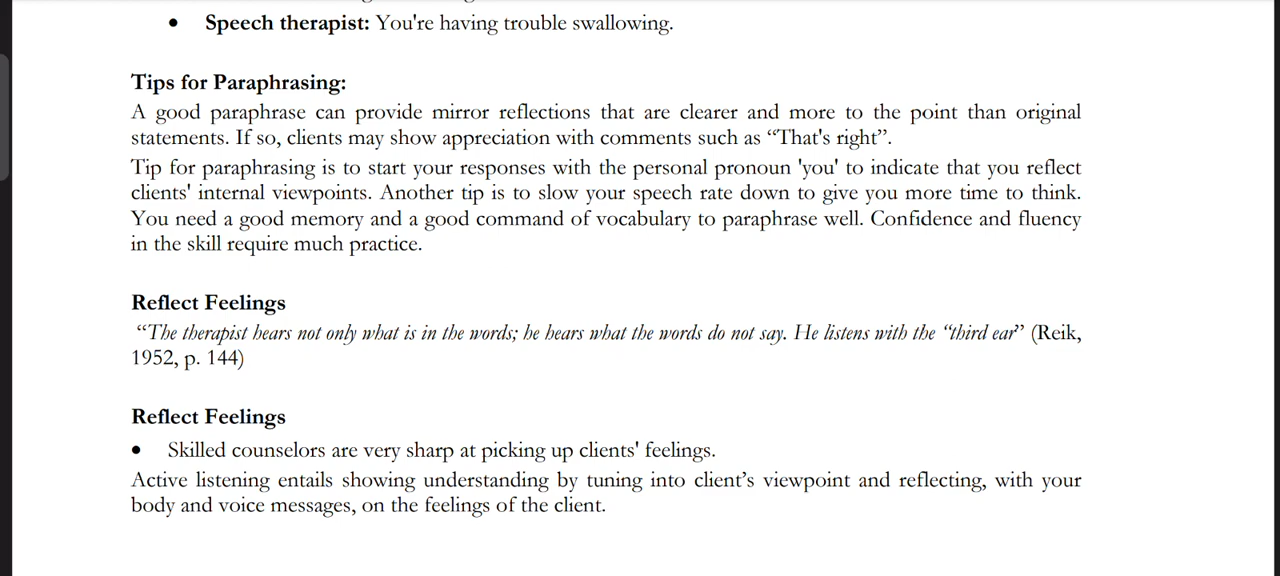 • Speech therapist: You're having trouble swallowing.
Tips for Paraphrasing:
A good paraphrase can provide mirror reflections that are clearer and more to the point than original
statements. If so, clients may show appreciation with comments such as “That's right”.
Tip for paraphrasing is to start your responses with the personal pronoun 'you' to indicate that you reflect
clients' internal viewpoints. Another tip is to slow your speech rate down to give you more time to think.
You need a good memory and a good command of vocabulary to paraphrase well. Confidence and fluency
in the skill require much practice.
Reflect Feelings
“The therapist hears not only what is in the words; he hears what the words do not say. He listens with the “third ear” (Reik,
1952, p. 144)
Reflect Feelings
• Skilled counselors are very sharp at picking up clients' feelings.
Active listening entails showing understanding by tuning into client’s viewpoint and reflecting, with your
body and voice messages, on the feelings of the client.